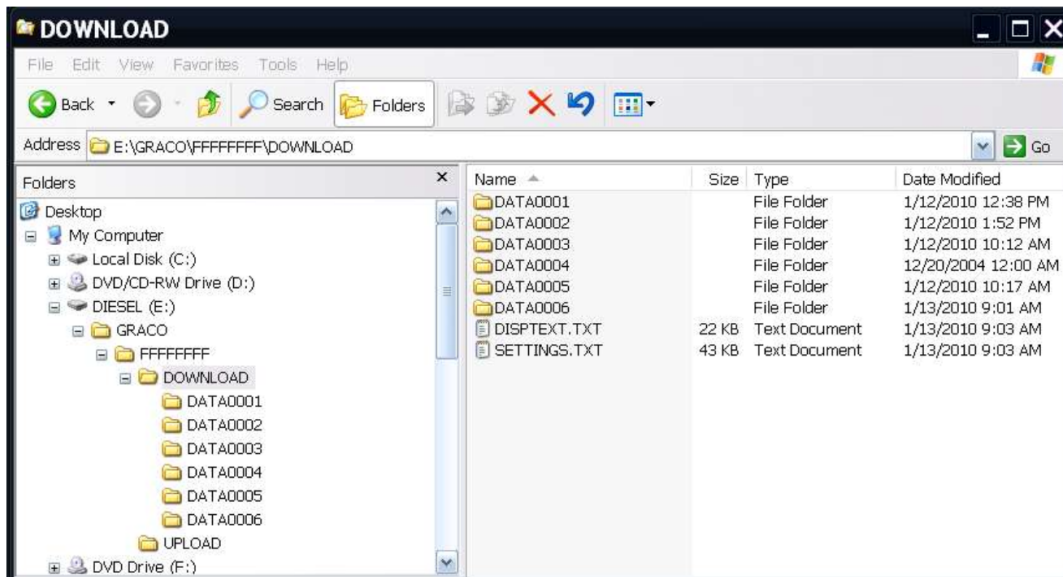 DOWNLOAD
File Edit View Favorites Tools Help
Back Search Folders
Address E:\GRACO\FFFFFFFF\DOWNLOAD Go
Folders
Desktop
My Computer
Local Disk (C:)
DVD/CD-RW Drive (D:)
DIESEL (E:)
GRACO
FFFFFFFF
DOWNLOAD
DATA0001
DATA0002
DATA0003
DATA0004
DATA0005
DATA0006
UPLOAD
DVD Drive (F:)
Name Size Type Date Modified
DATA0001 File Folder 1/12/2010 12:38 PM
DATA0002 File Folder 1/12/2010 1:52 PM
DATA0003 File Folder 1/12/2010 10:12 AM
DATA0004 File Folder 12/20/2004 12:00 AM
DATA0005 File Folder 1/12/2010 10:17 AM
DATA0006 File Folder 1/13/2010 9:01 AM
DISPTEXT.TXT 22 KB Text Document 1/13/2010 9:03 AM
SETTINGS.TXT 43 KB Text Document 1/13/2010 9:03 AM